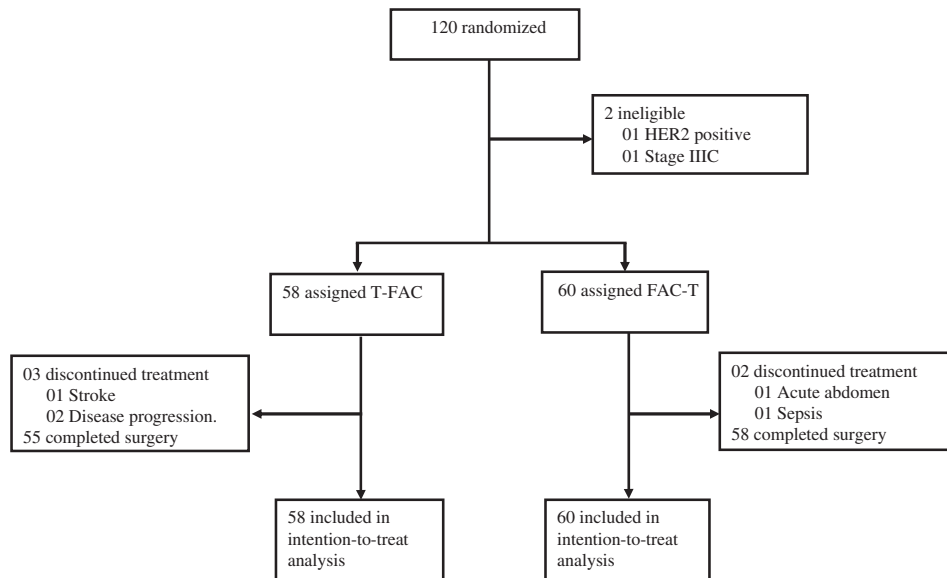 120 randomized
2 ineligible
01 HER2 positive
01 Stage IIIC
58 assigned T-FAC
60 assigned FAC-T
03 discontinued treatment
01 Stroke
02 Disease progression.
55 completed surgery
02 discontinued treatment
01 Acute abdomen
01 Sepsis
58 completed surgery
58 included in
intention-to-treat
analysis
60 included in
intention-to-treat
analysis